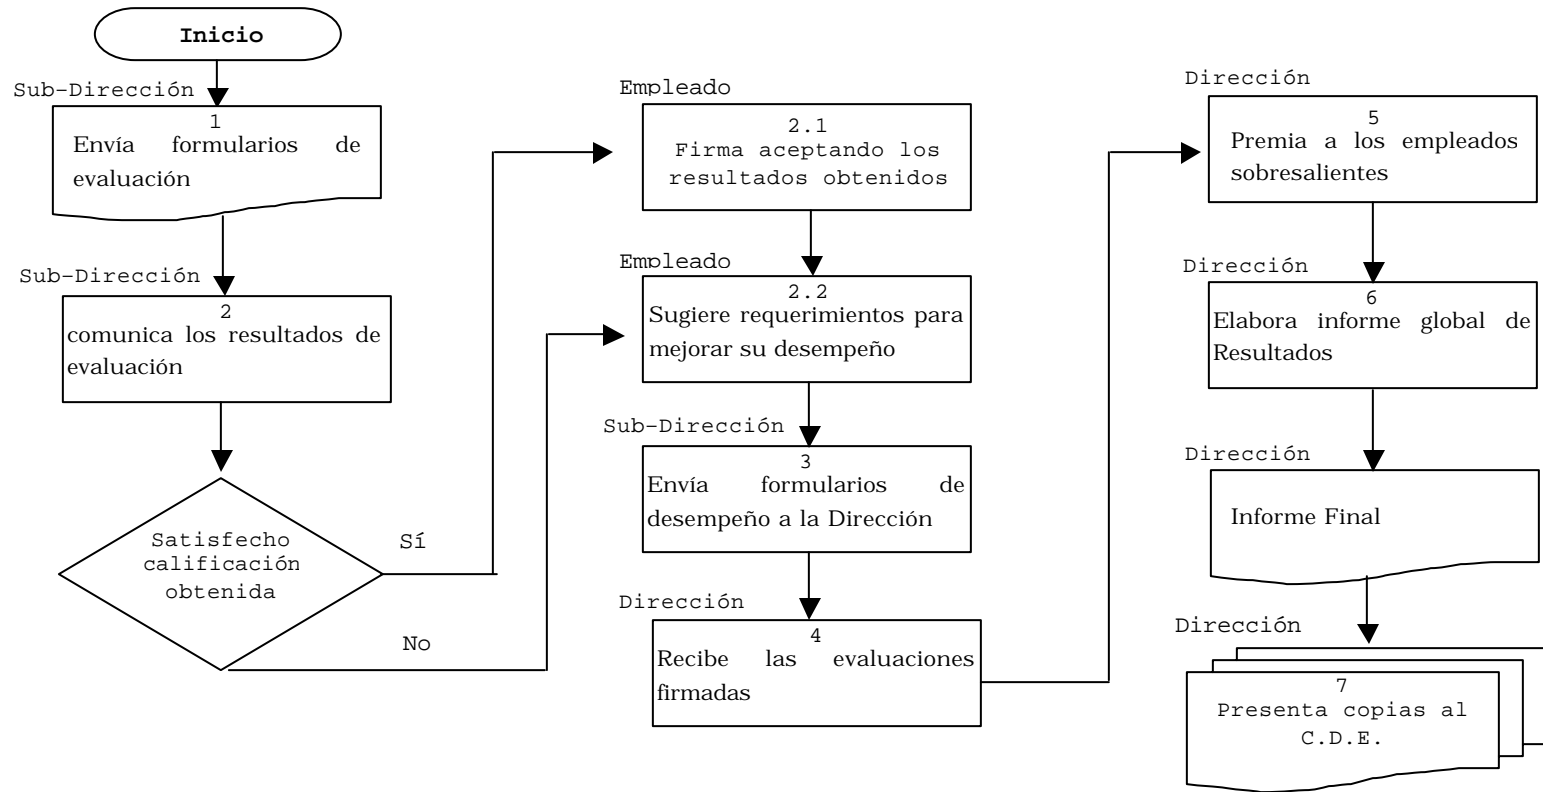 Inicio
Sub-Dirección
1
Envía formularios de
evaluación
Sub-Dirección
2
comunica los resultados de
evaluación
Satisfecho
calificación
obtenida
Sí
No
Empleado
2.1
Firma aceptando los
resultados obtenidos
Empleado
2.2
Sugiere requerimientos para
mejorar su desempeño
Sub-Dirección
3
Envía formularios de
desempeño a la Dirección
Dirección
4
Recibe las evaluaciones
firmadas
Dirección
5
Premia a los empleados
sobresalientes
Dirección
6
Elabora informe global de
Resultados
Dirección
Informe Final
Dirección
7
Presenta copias al
C.D.E.